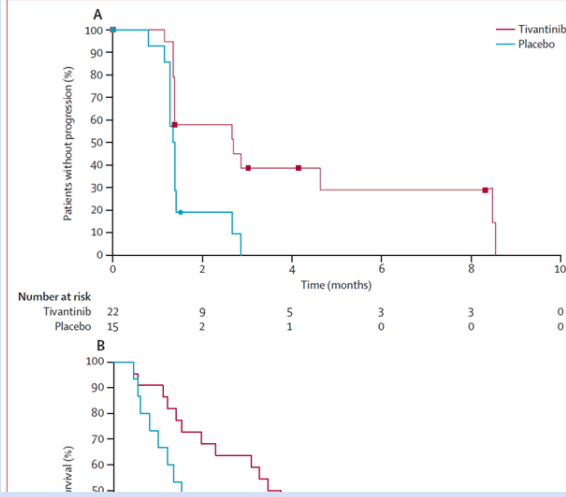 A
Tivantinib
Placebo
Patients without progression (%)
100
90
80
70
60
50
40
30
20
10
0
0 2 4 6 8 10
Time (months)
Number at risk
Tivantinib 22 9 5 3 3 0
Placebo 15 2 1 0 0 0
B
100
90
80
70
60
50
rvival (%)